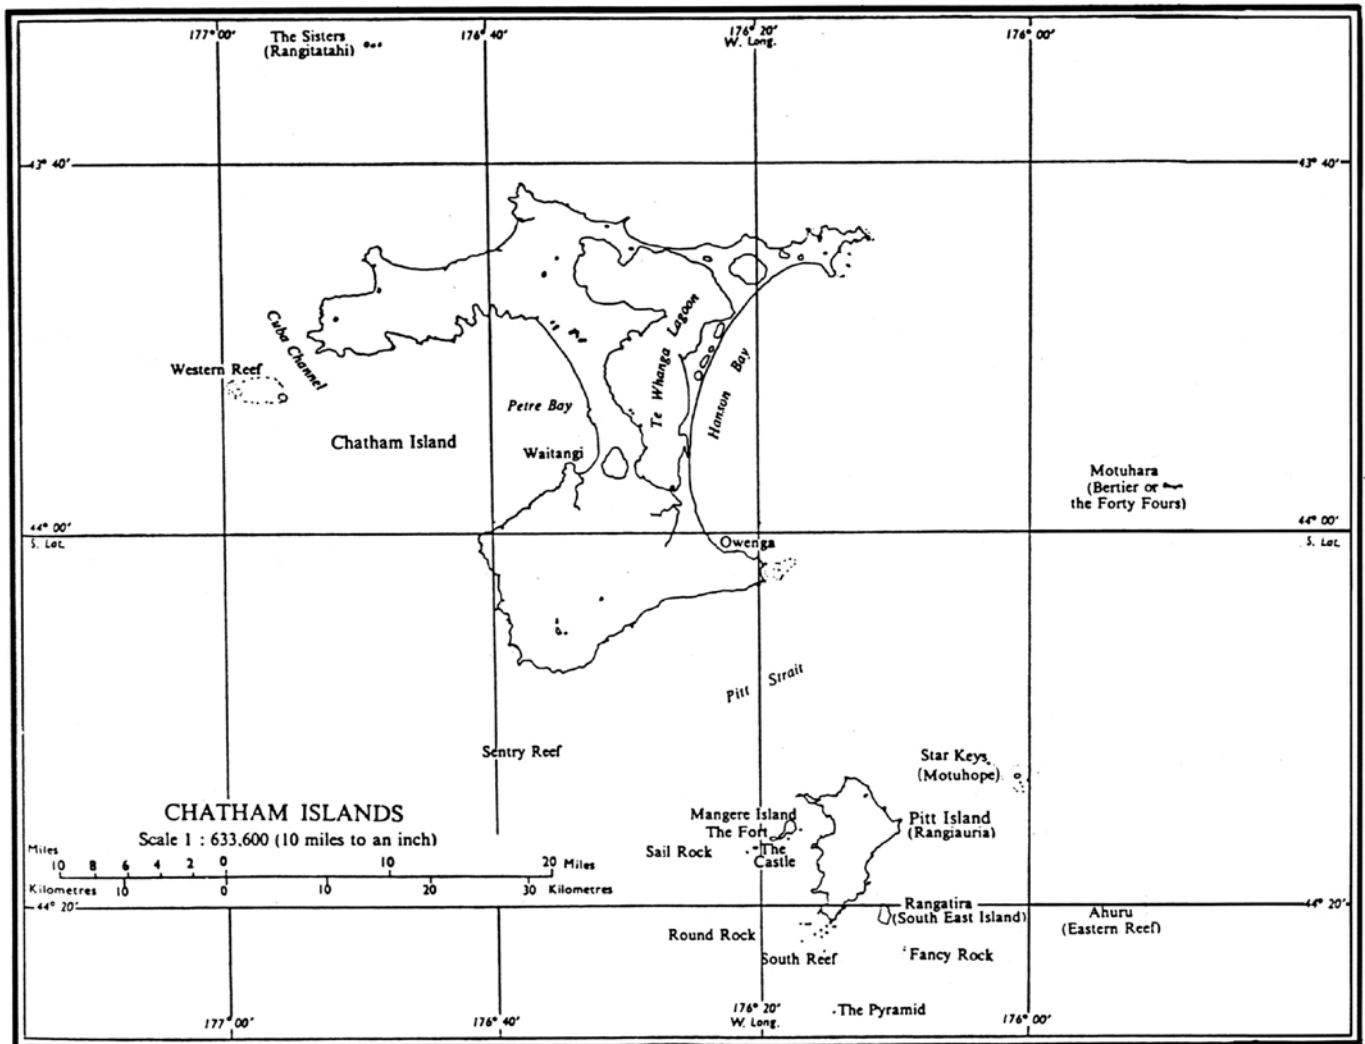 177° 00'
The Sisters
(Rangitatahi)
176° 40'
176° 20'
W. Long.
176° 00'
43° 40'
43° 40'
Cuba Channel
Western Reef
Te Whanga Lagoon
Hanson Bay
Petre Bay
Chatham Island
Waitangi
Motuhara
(Bertier or
the Forty Fours)
44° 00'
S. Lat.
44° 00'
S. Lat.
Owenga
Pitt Strait
Sentry Reef
Star Keys
(Motuhope)
CHATHAM ISLANDS
Scale 1 : 633,600 (10 miles to an inch)
Mangere Island
The Fort
Pitt Island
(Rangiauria)
Sail Rock
The
Castle
Miles
10 8 6 4 2 0 10 20 Miles
Kilometres 10 0 10 20 30 Kilometres
44° 20'
44° 20'
Rangatira
(South East Island)
Ahuru
(Eastern Reef)
Round Rock
South Reef
Fancy Rock
The Pyramid
177° 00'
176° 40'
176° 20'
W. Long.
176° 00'